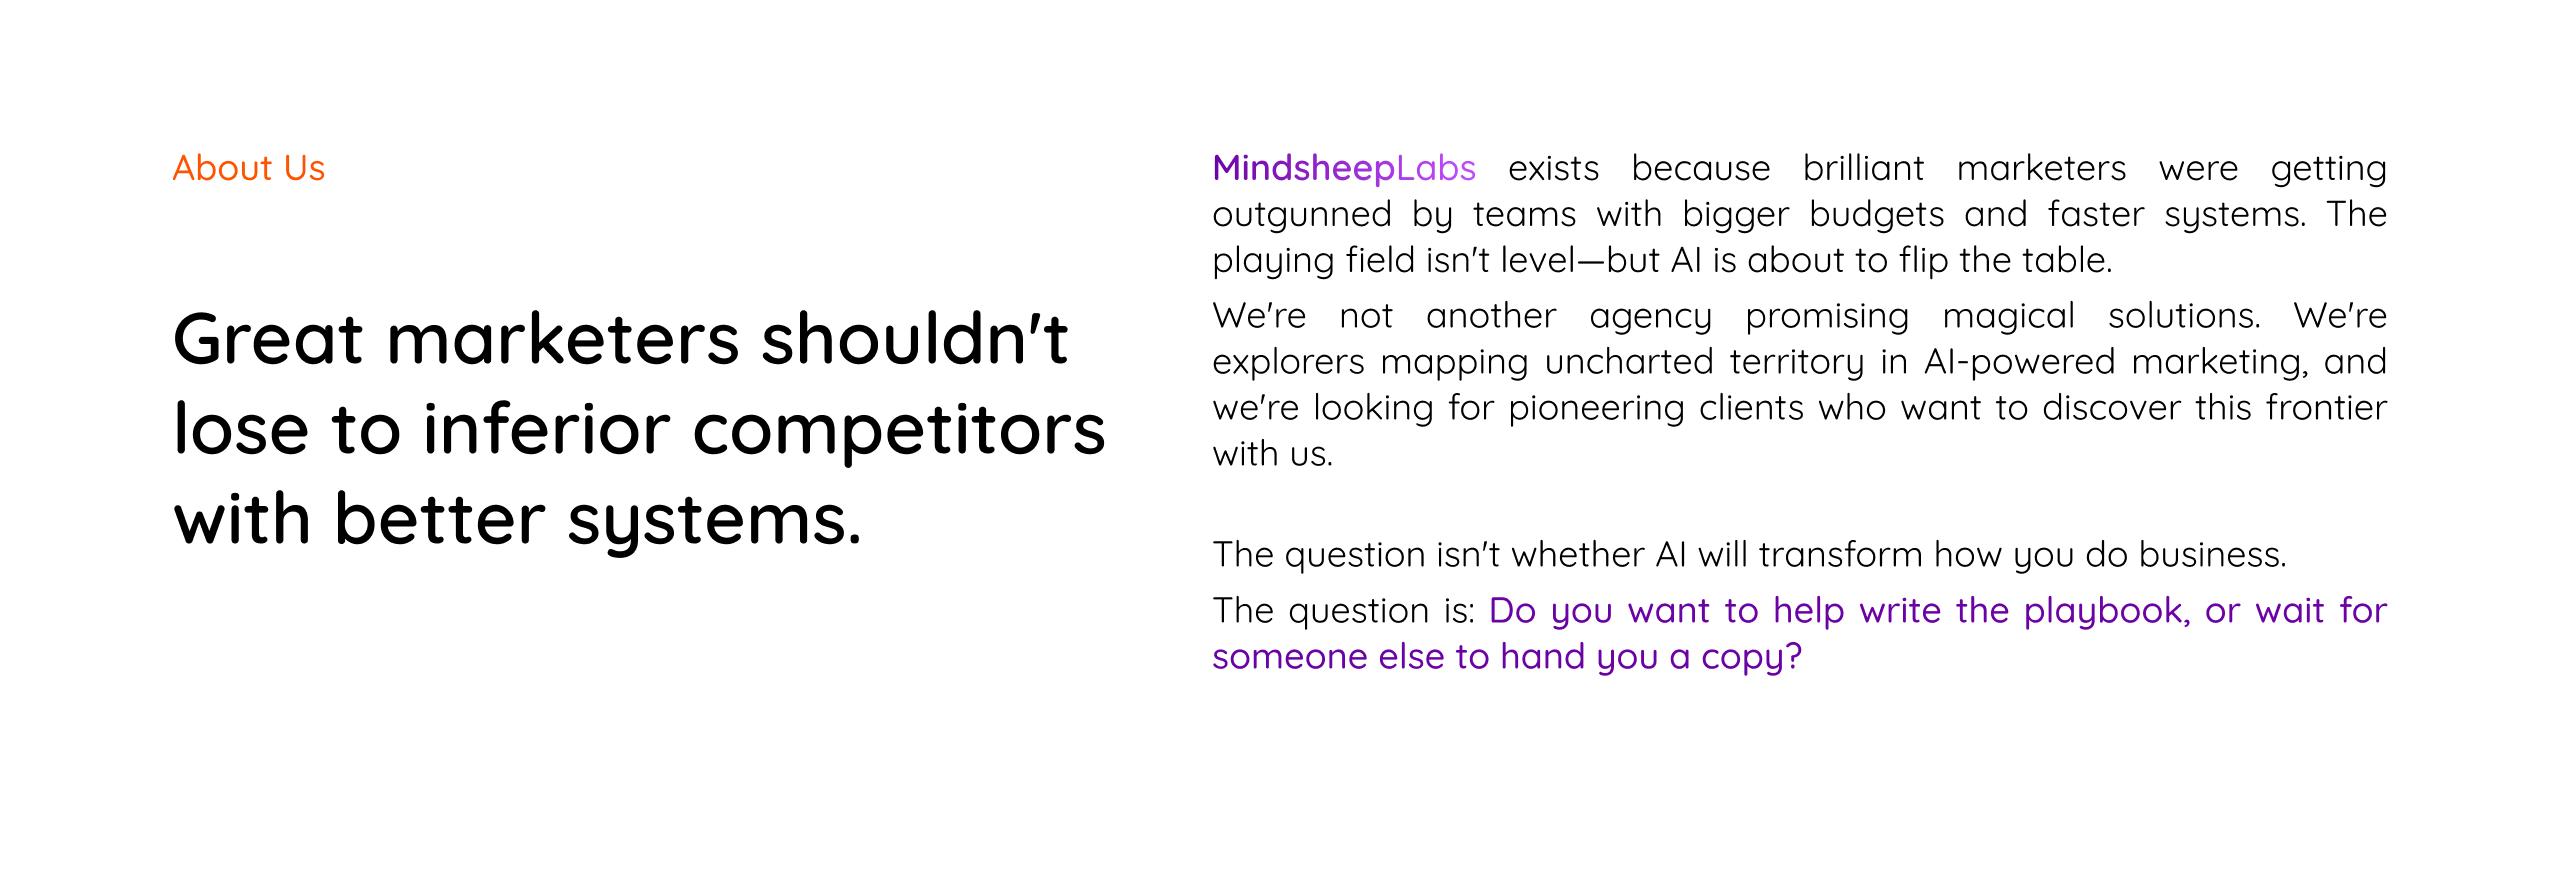 About Us
Great marketers shouldn't
lose to inferior competitors
with better systems.
MindsheepLabs exists because brilliant marketers were getting
outgunned by teams with bigger budgets and faster systems. The
playing field isn't level—but AI is about to flip the table.
We're not another agency promising magical solutions. We're
explorers mapping uncharted territory in AI-powered marketing, and
we're looking for pioneering clients who want to discover this frontier
with us.
The question isn't whether AI will transform how you do business.
The question is: Do you want to help write the playbook, or wait for
someone else to hand you a copy?